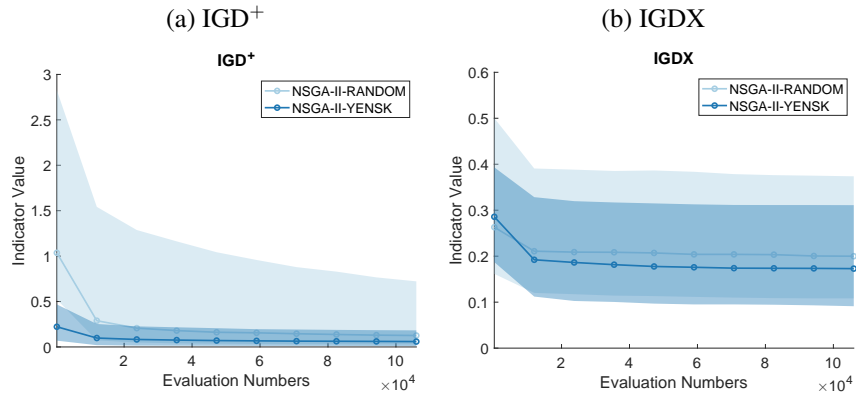 (a) IGD+
(b) IGDX
IGD+
3
2.5
2
1.5
1
0.5
0
Indicator Value
NSGA-II-RANDOM
NSGA-II-YENSK
2
4
6
8
10
Evaluation Numbers
×10^4
IGDX
0.6
0.5
0.4
0.3
0.2
0.1
0
Indicator Value
NSGA-II-RANDOM
NSGA-II-YENSK
2
4
6
8
10
Evaluation Numbers
×10^4